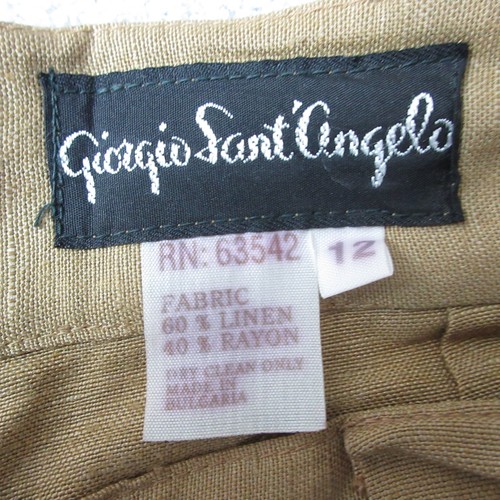 Giorgio Sant'Angelo
RN: 63542
12
FABRIC
60 % LINEN
40 % RAYON
DRY CLEAN ONLY
MADE IN
BULGARIA